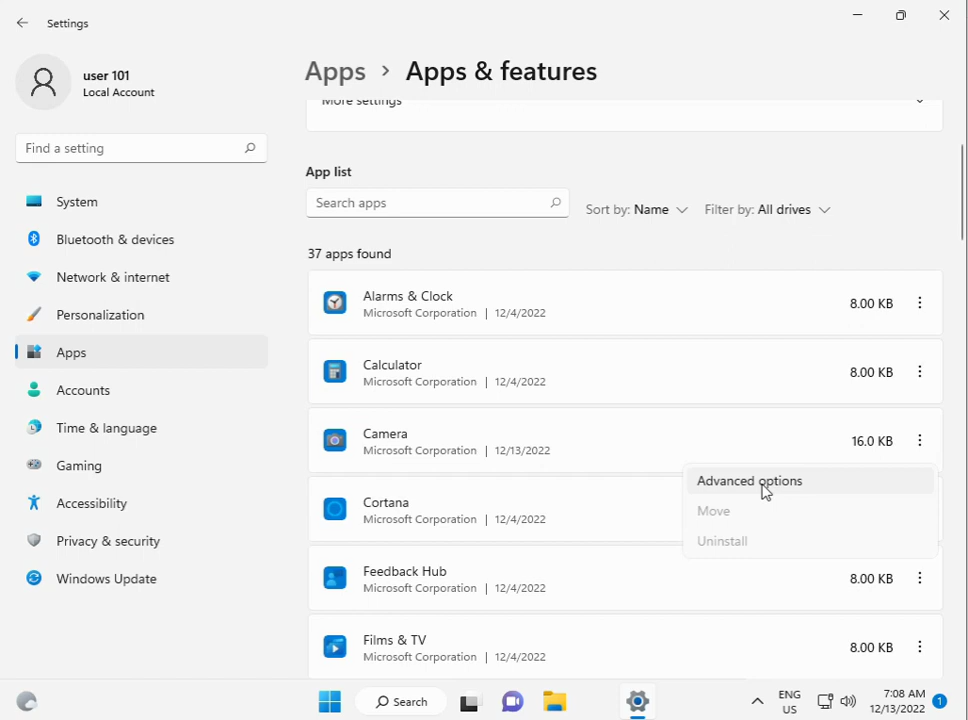 Settings
user 101
Local Account
Find a setting
System
Bluetooth & devices
Network & internet
Personalization
Apps
Accounts
Time & language
Gaming
Accessibility
Privacy & security
Windows Update
Apps > Apps & features
More settings
App list
Search apps
Sort by: Name
Filter by: All drives
37 apps found
Alarms & Clock
Microsoft Corporation | 12/4/2022
8.00 KB
Calculator
Microsoft Corporation | 12/4/2022
8.00 KB
Camera
Microsoft Corporation | 12/13/2022
16.0 KB
Advanced options
Move
Uninstall
Cortana
Microsoft Corporation | 12/4/2022
Feedback Hub
Microsoft Corporation | 12/4/2022
8.00 KB
Films & TV
Microsoft Corporation | 12/4/2022
8.00 KB
Search
ENG
US
7:08 AM
12/13/2022
1